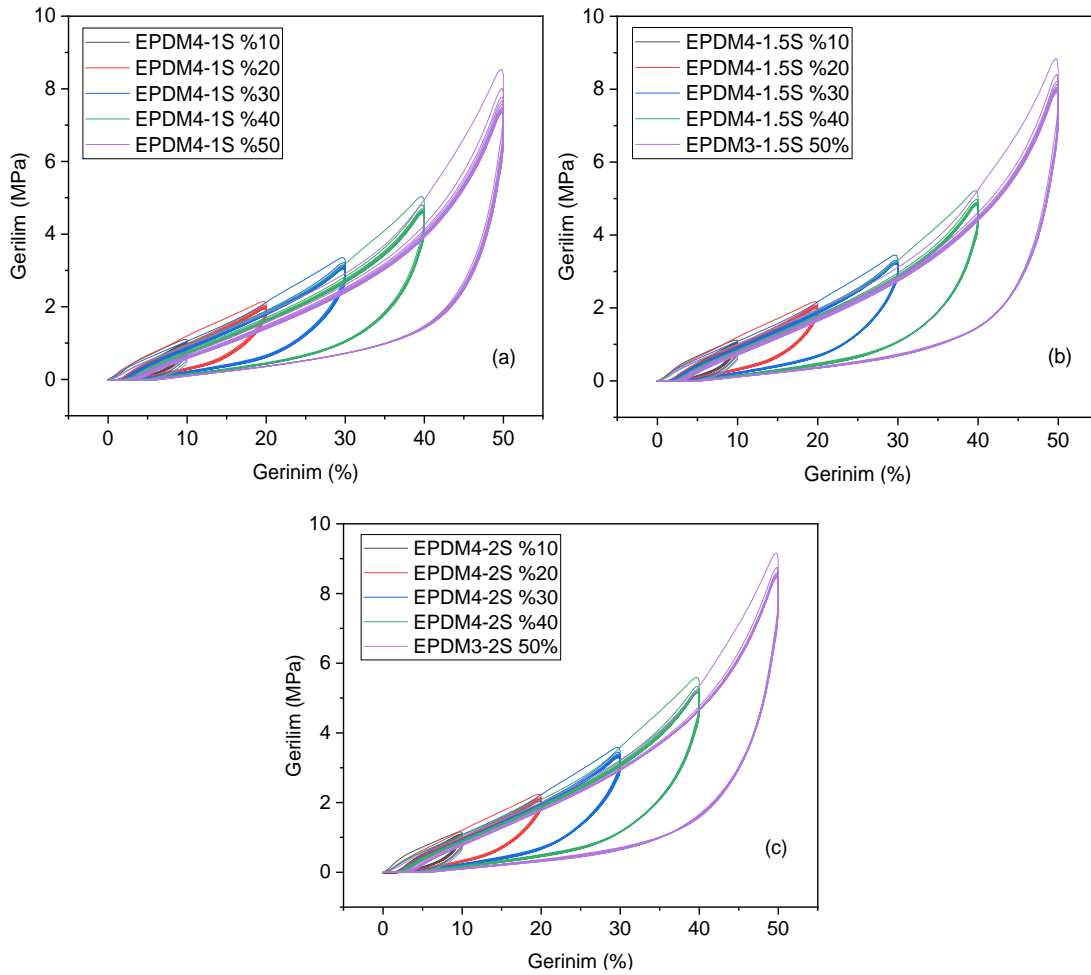 10
8
6
4
2
0
Gerilim (MPa)
EPDM4-1S %10
EPDM4-1S %20
EPDM4-1S %30
EPDM4-1S %40
EPDM4-1S %50
(a)
0 10 20 30 40 50
Gerinim (%)
10
8
6
4
2
0
Gerilim (MPa)
EPDM4-1.5S %10
EPDM4-1.5S %20
EPDM4-1.5S %30
EPDM4-1.5S %40
EPDM3-1.5S 50%
(b)
0 10 20 30 40 50
Gerinim (%)
10
8
6
4
2
0
Gerilim (MPa)
EPDM4-2S %10
EPDM4-2S %20
EPDM4-2S %30
EPDM4-2S %40
EPDM3-2S 50%
(c)
0 10 20 30 40 50
Gerinim (%)